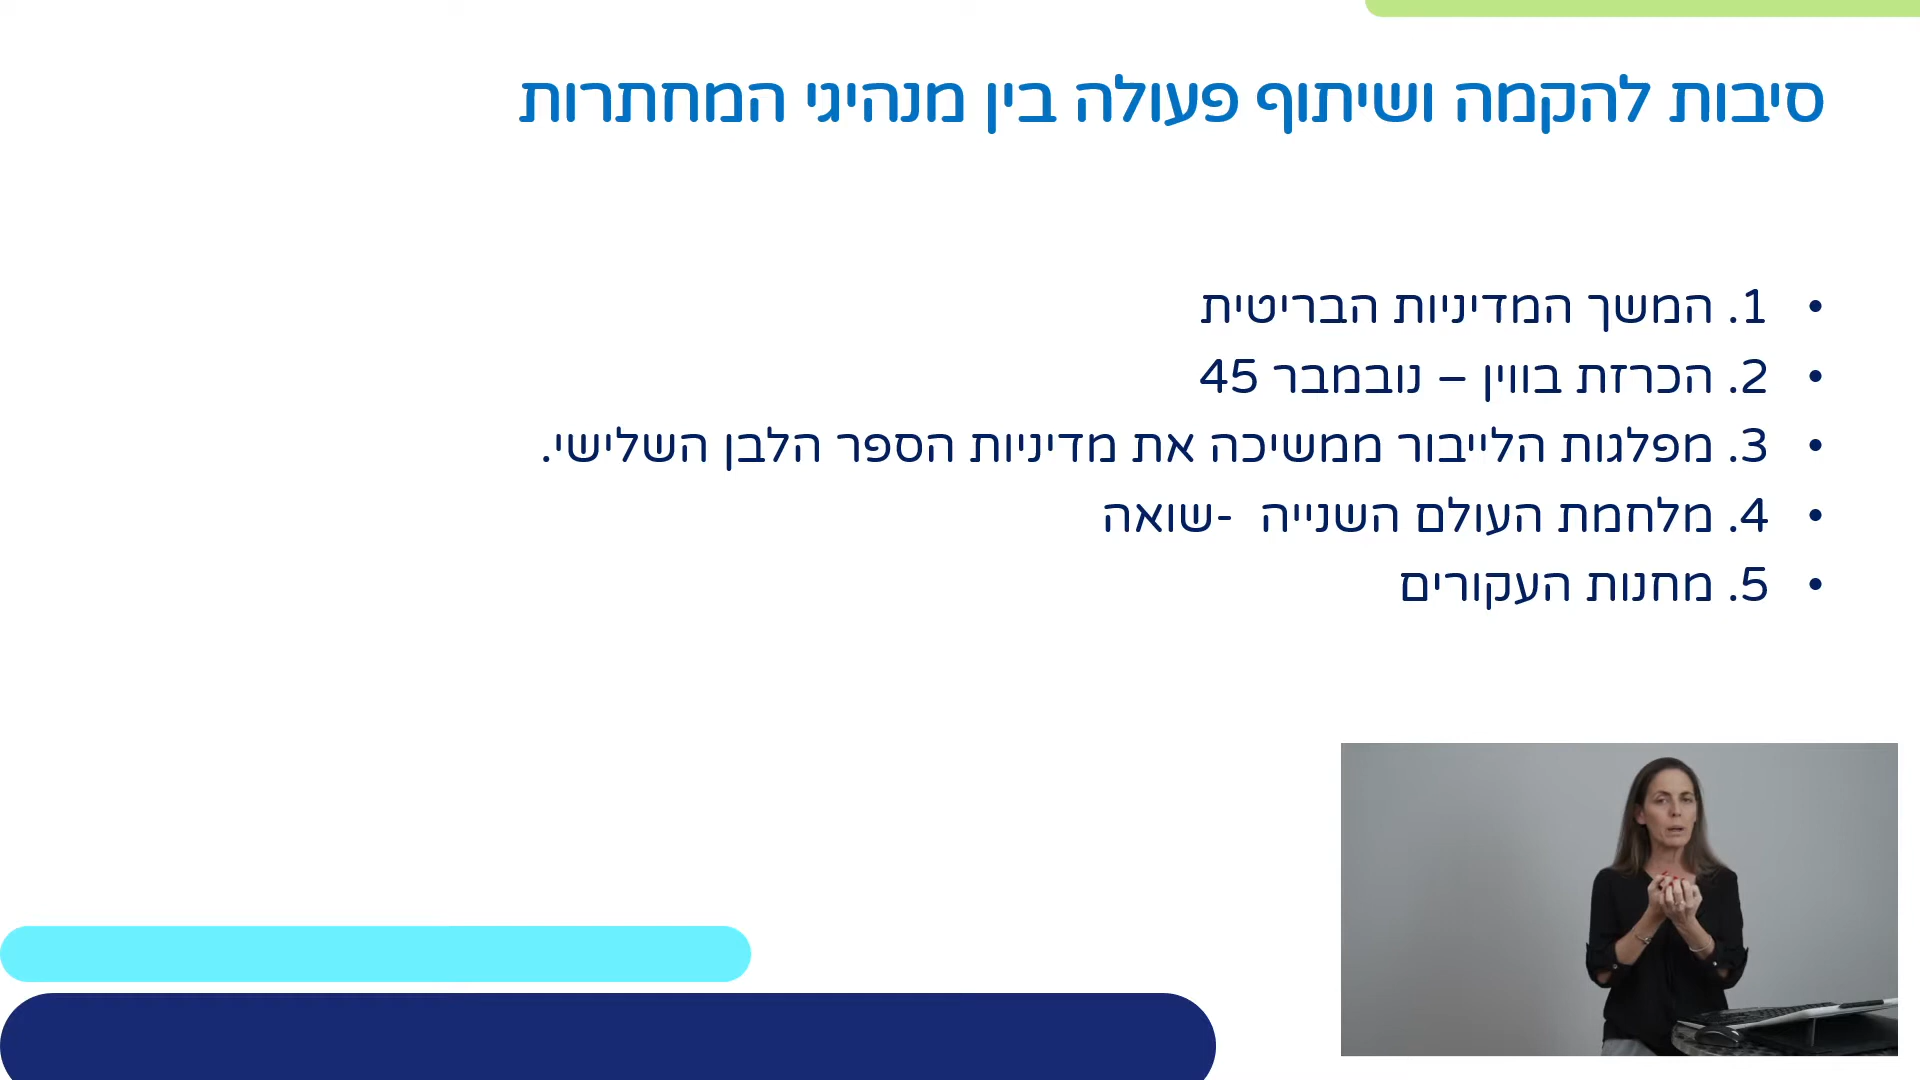 סיבות להקמה ושיתוף פעולה בין מנהיגי המחתרות
• 1. המשך המדיניות הבריטית
• 2. הכרזת בווין – נובמבר 45
• 3. מפלגות הלייבור ממשיכה את מדיניות הספר הלבן השלישי.
• 4. מלחמת העולם השנייה -שואה
• 5. מחנות העקורים